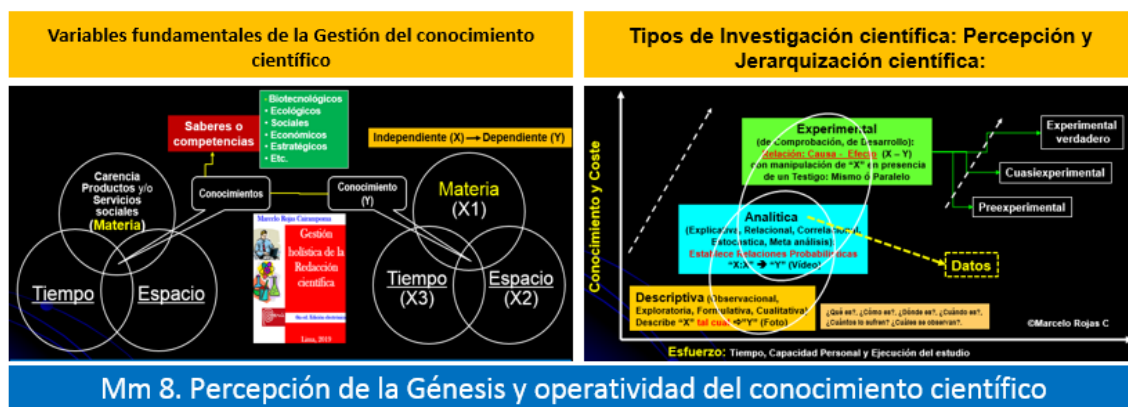 Variables fundamentales de la Gestión del conocimiento
científico
Saberes o
competencias
- Biotecnológicos
• Ecológicos
• Sociales
• Económicos
• Estratégicos
• Etc.
Independiente (X) → Dependiente (Y)
Carencia
Productos y/o
Servicios
sociales
(Materia)
Conocimientos
Conocimiento
(Y)
Materia
(X1)
Tiempo
Espacio
Marcelo Rojas Cairampoma
Gestión
holística de la
Redacción
científica
Lima, 2019
Tiempo
(X3)
Espacio
(X2)
Tipos de Investigación científica: Percepción y
Jerarquización científica:
Conocimiento y Coste
Experimental
(de Comprobación, de Desarrollo):
Relación: Causa - Efecto (X – Y)
con manipulación de "X" en presencia
de un Testigo: Mismo ó Paralelo
Experimental
verdadero
Cuasiexperimental
Preexperimental
Analítica
(Explicativa, Relacional, Correlacional,
Estocástica, Meta análisis)
Establece Relaciones Probabilísticas
"X:X" → "Y" (Vídeo)
Datos
Descriptiva (Observacional,
Exploratoria, Formulativa, Cualitativa)
Describe "X" tal cual ⇨"Y" (Foto)
¿Qué es?, ¿Cómo es?, ¿Dónde es?, ¿Cuándo es?,
¿Cuántos lo sufren? ¿Cuáles se observan?.
©Marcelo Rojas C
Esfuerzo: Tiempo, Capacidad Personal y Ejecución del estudio
Mm 8. Percepción de la Génesis y operatividad del conocimiento científico